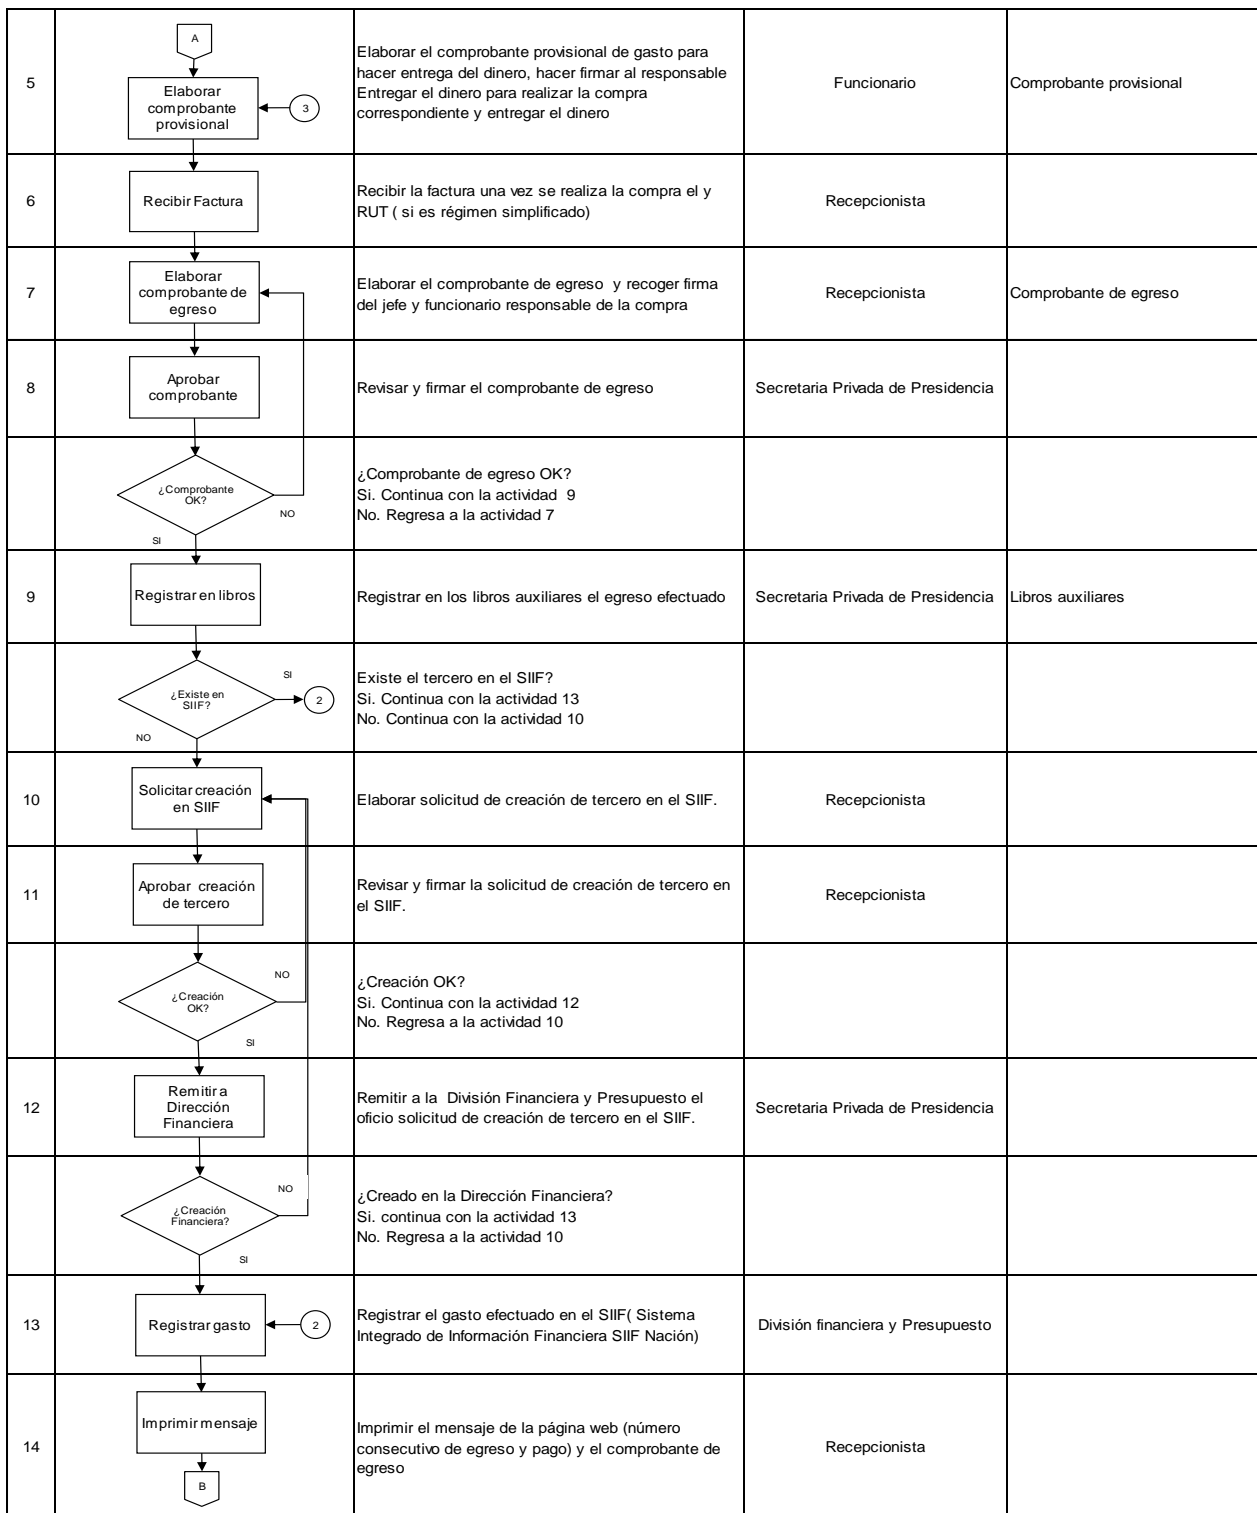 A
5
Elaborar
comprobante
provisional
3
Elaborar el comprobante provisional de gasto para
hacer entrega del dinero, hacer firmar al responsable
Entregar el dinero para realizar la compra
correspondiente y entregar el dinero
Funcionario
Comprobante provisional
6
Recibir Factura
Recibir la factura una vez se realiza la compra el y
RUT ( si es régimen simplificado)
Recepcionista
7
Elaborar
comprobante de
egreso
Elaborar el comprobante de egreso y recoger firma
del jefe y funcionario responsable de la compra
Recepcionista
Comprobante de egreso
8
Aprobar
comprobante
Revisar y firmar el comprobante de egreso
Secretaria Privada de Presidencia
¿Comprobante
OK?
NO
SI
¿Comprobante de egreso OK?
Si. Continua con la actividad 9
No. Regresa a la actividad 7
9
Registrar en libros
Registrar en los libros auxiliares el egreso efectuado
Secretaria Privada de Presidencia
Libros auxiliares
¿Existe en
SIIF?
SI
2
NO
Existe el tercero en el SIIF?
Si. Continua con la actividad 13
No. Continua con la actividad 10
10
Solicitar creación
en SIIF
Elaborar solicitud de creación de tercero en el SIIF.
Recepcionista
11
Aprobar creación
de tercero
Revisar y firmar la solicitud de creación de tercero en
el SIIF.
Recepcionista
¿Creación
OK?
NO
SI
¿Creación OK?
Si. Continua con la actividad 12
No. Regresa a la actividad 10
12
Remitir a
Dirección
Financiera
Remitir a la División Financiera y Presupuesto el
oficio solicitud de creación de tercero en el SIIF.
Secretaria Privada de Presidencia
¿Creación
Financiera?
NO
SI
¿Creado en la Dirección Financiera?
Si. continua con la actividad 13
No. Regresa a la actividad 10
13
Registrar gasto
2
Registrar el gasto efectuado en el SIIF( Sistema
Integrado de Información Financiera SIIF Nación)
División financiera y Presupuesto
14
Imprimir mensaje
B
Imprimir el mensaje de la página web (número
consecutivo de egreso y pago) y el comprobante de
egreso
Recepcionista